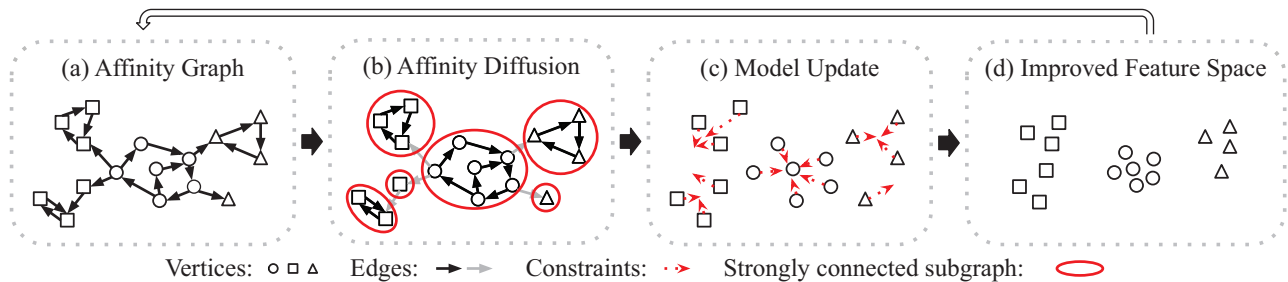 (a) Affinity Graph
(b) Affinity Diffusion
(c) Model Update
(d) Improved Feature Space
Vertices: Edges: Constraints: Strongly connected subgraph: